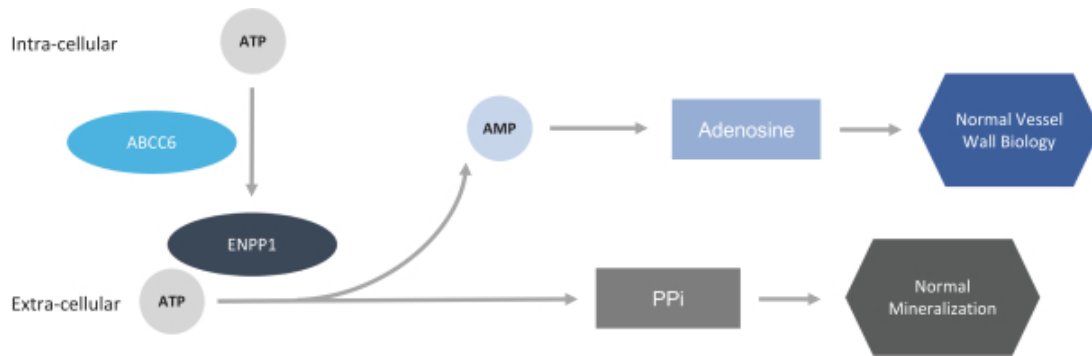 Intra-cellular
ATP
ABCC6
AMP
Adenosine
Normal Vessel
Wall Biology
ENPP1
Extra-cellular
ATP
PPi
Normal
Mineralization